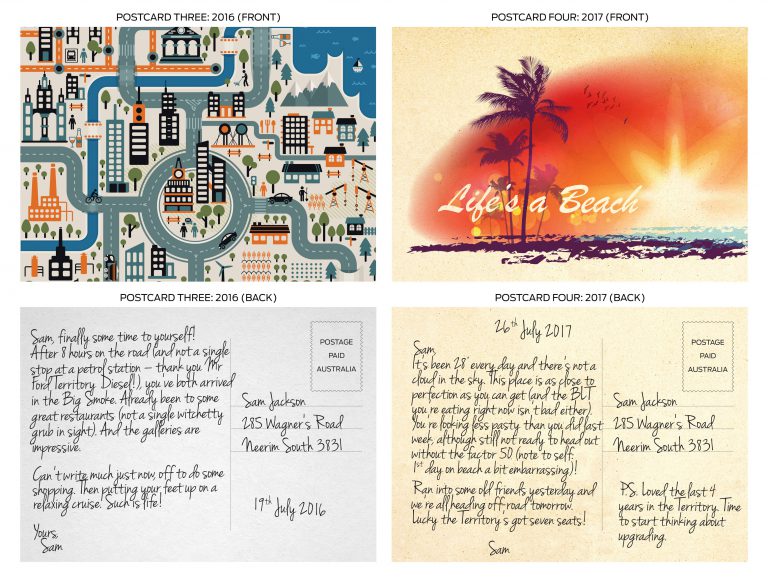 POSTCARD THREE: 2016 (FRONT)
POSTCARD FOUR: 2017 (FRONT)
Life's a Beach
POSTCARD THREE: 2016 (BACK)
Sam, finally some time to yourself!
After 8 hours on the road (and not a single
stop at a petrol station – thank you Mr
Ford Territory Diesel!), you've both arrived
in the Big Smoke. Already been to some
great restaurants (not a single witchetty
grub in sight). And the galleries are
impressive.
Can't write much just now, off to do some
shopping. Then putting your feet up on a
relaxing cruise. Such is life!
Yours,
Sam
POSTAGE
PAID
AUSTRALIA
Sam Jackson
285 Wagner's Road
Neerim South 3831
19th July 2016
POSTCARD FOUR: 2017 (BACK)
26th July 2017
Sam,
It's been 28° every day and there's not a
cloud in the sky. This place is as close to
perfection as you can get (and the BLT
you're eating right now isn't bad either).
You're looking less pasty than you did last
week, although still not ready to head out
without the factor 50 (note to self:
1st day on beach a bit embarrassing)!
Ran into some old friends yesterday and
we're all heading off road tomorrow.
Lucky the Territory's got seven seats!
Sam
POSTAGE
PAID
AUSTRALIA
Sam Jackson
285 Wagner's Road
Neerim South 3831
P.S. Loved the last 4
years in the Territory. Time
to start thinking about
upgrading.